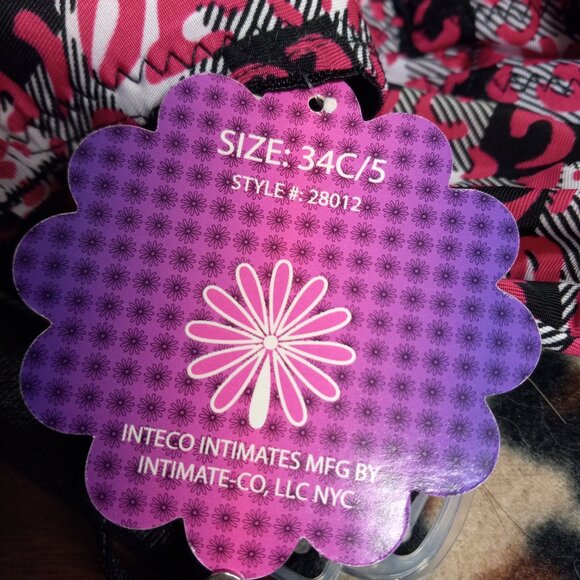 SIZE: 34C/5
STYLE #: 28012
INTECO INTIMATES MFG BY
INTIMATE-CO, LLC NYC